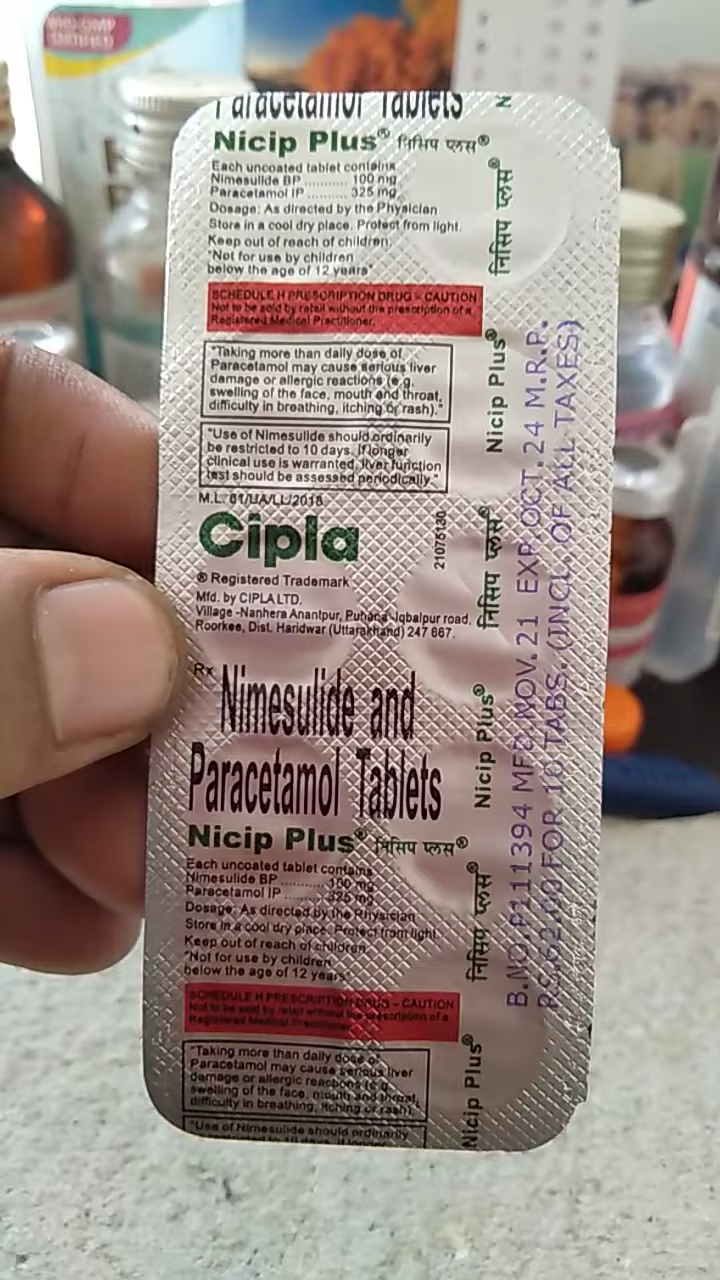 Paracetamol Tablets
Nicip Plus® निसिप प्लस®
Each uncoated tablet contains
Nimesulide BP .......... 100 mg
Paracetamol IP .......... 325 mg
Dosage: As directed by the Physician
Store in a cool dry place. Protect from light.
Keep out of reach of children.
"Not for use by children
below the age of 12 years"
SCHEDULE H PRESCRIPTION DRUG - CAUTION
Not to be sold by retail without the prescription of a
Registered Medical Practitioner.
"Taking more than daily dose of
Paracetamol may cause serious liver
damage or allergic reactions (e.g.
swelling of the face, mouth and throat,
difficulty in breathing, itching or rash)."
"Use of Nimesulide should ordinarily
be restricted to 10 days. If longer
clinical use is warranted, liver function
test should be assessed periodically."
M.L. 61/UA/LL/2018
Cipla
21075130
® Registered Trademark
Mfd. by CIPLA LTD.
Village -Nanhera Anantpur, Puhana -Iqbalpur road,
Roorkee, Dist. Haridwar (Uttarakhand) 247 667.
Rx
Nimesulide and
Paracetamol Tablets
Nicip Plus® निसिप प्लस®
Each uncoated tablet contains
Nimesulide BP .......... 100 mg
Paracetamol IP .......... 325 mg
Dosage: As directed by the Physician
Store in a cool dry place. Protect from light.
Keep out of reach of children.
"Not for use by children
below the age of 12 years"
SCHEDULE H PRESCRIPTION DRUG - CAUTION
Not to be sold by retail without the prescription of a
Registered Medical Practitioner.
"Taking more than daily dose of
Paracetamol may cause serious liver
damage or allergic reactions (e.g.
swelling of the face, mouth and throat,
difficulty in breathing, itching or rash)."
"Use of Nimesulide should ordinarily
N
निसिप प्लस®
Nicip Plus®
निसिप प्लस®
Nicip Plus®
निसिप प्लस®
Nicip Plus®
B.NO.P111394 MFD.NOV.21 EXP.OCT.24 M.R.P.
RS.62.00 FOR 10 TABS. (INCL. OF ALL TAXES)
WHO-GMP
CERTIFIED